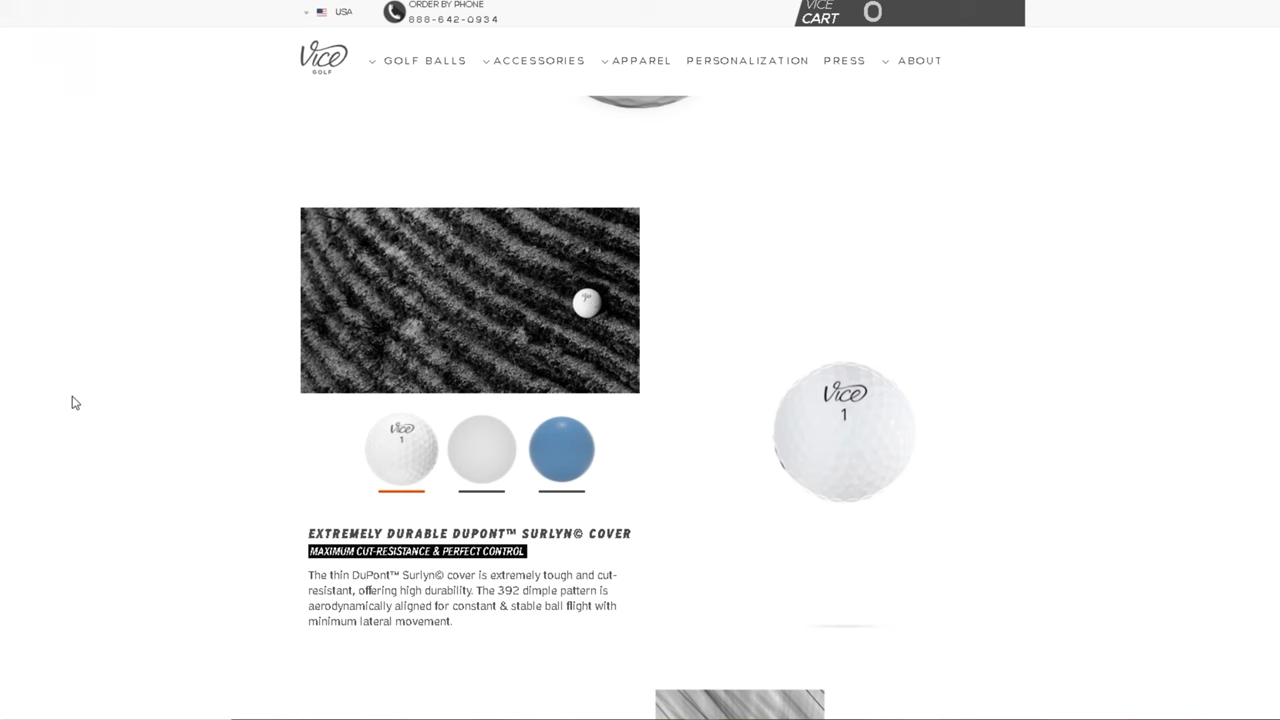 USA
ORDER BY PHONE
888-642-0934
VICE
CART
0
Vice
GOLF
GOLF BALLS
ACCESSORIES
APPAREL
PERSONALIZATION
PRESS
ABOUT
Vice
1
Vice
1
EXTREMELY DURABLE DUPONT™ SURLYN© COVER
MAXIMUM CUT-RESISTANCE & PERFECT CONTROL
The thin DuPont™ Surlyn© cover is extremely tough and cut-
resistant, offering high durability. The 392 dimple pattern is
aerodynamically aligned for constant & stable ball flight with
minimum lateral movement.